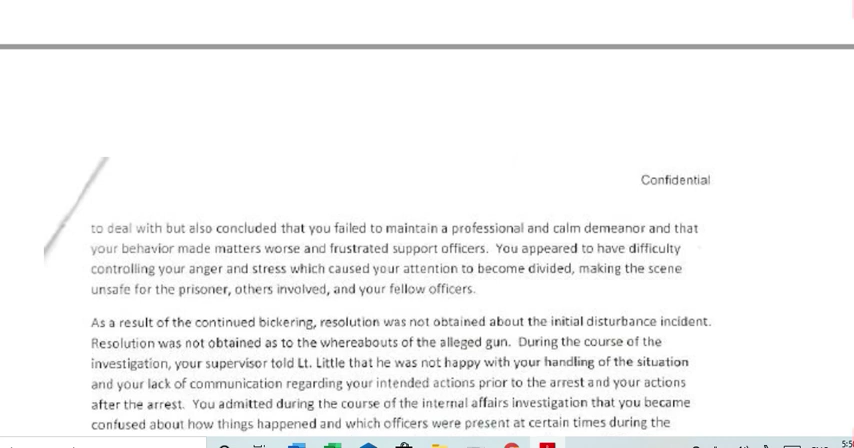 Confidential
to deal with but also concluded that you failed to maintain a professional and calm demeanor and that
your behavior made matters worse and frustrated support officers. You appeared to have difficulty
controlling your anger and stress which caused your attention to become divided, making the scene
unsafe for the prisoner, others involved, and your fellow officers.
As a result of the continued bickering, resolution was not obtained about the initial disturbance incident.
Resolution was not obtained as to the whereabouts of the alleged gun. During the course of the
investigation, your supervisor told Lt. Little that he was not happy with your handling of the situation
and your lack of communication regarding your intended actions prior to the arrest and your actions
after the arrest. You admitted during the course of the internal affairs investigation that you became
confused about how things happened and which officers were present at certain times during the